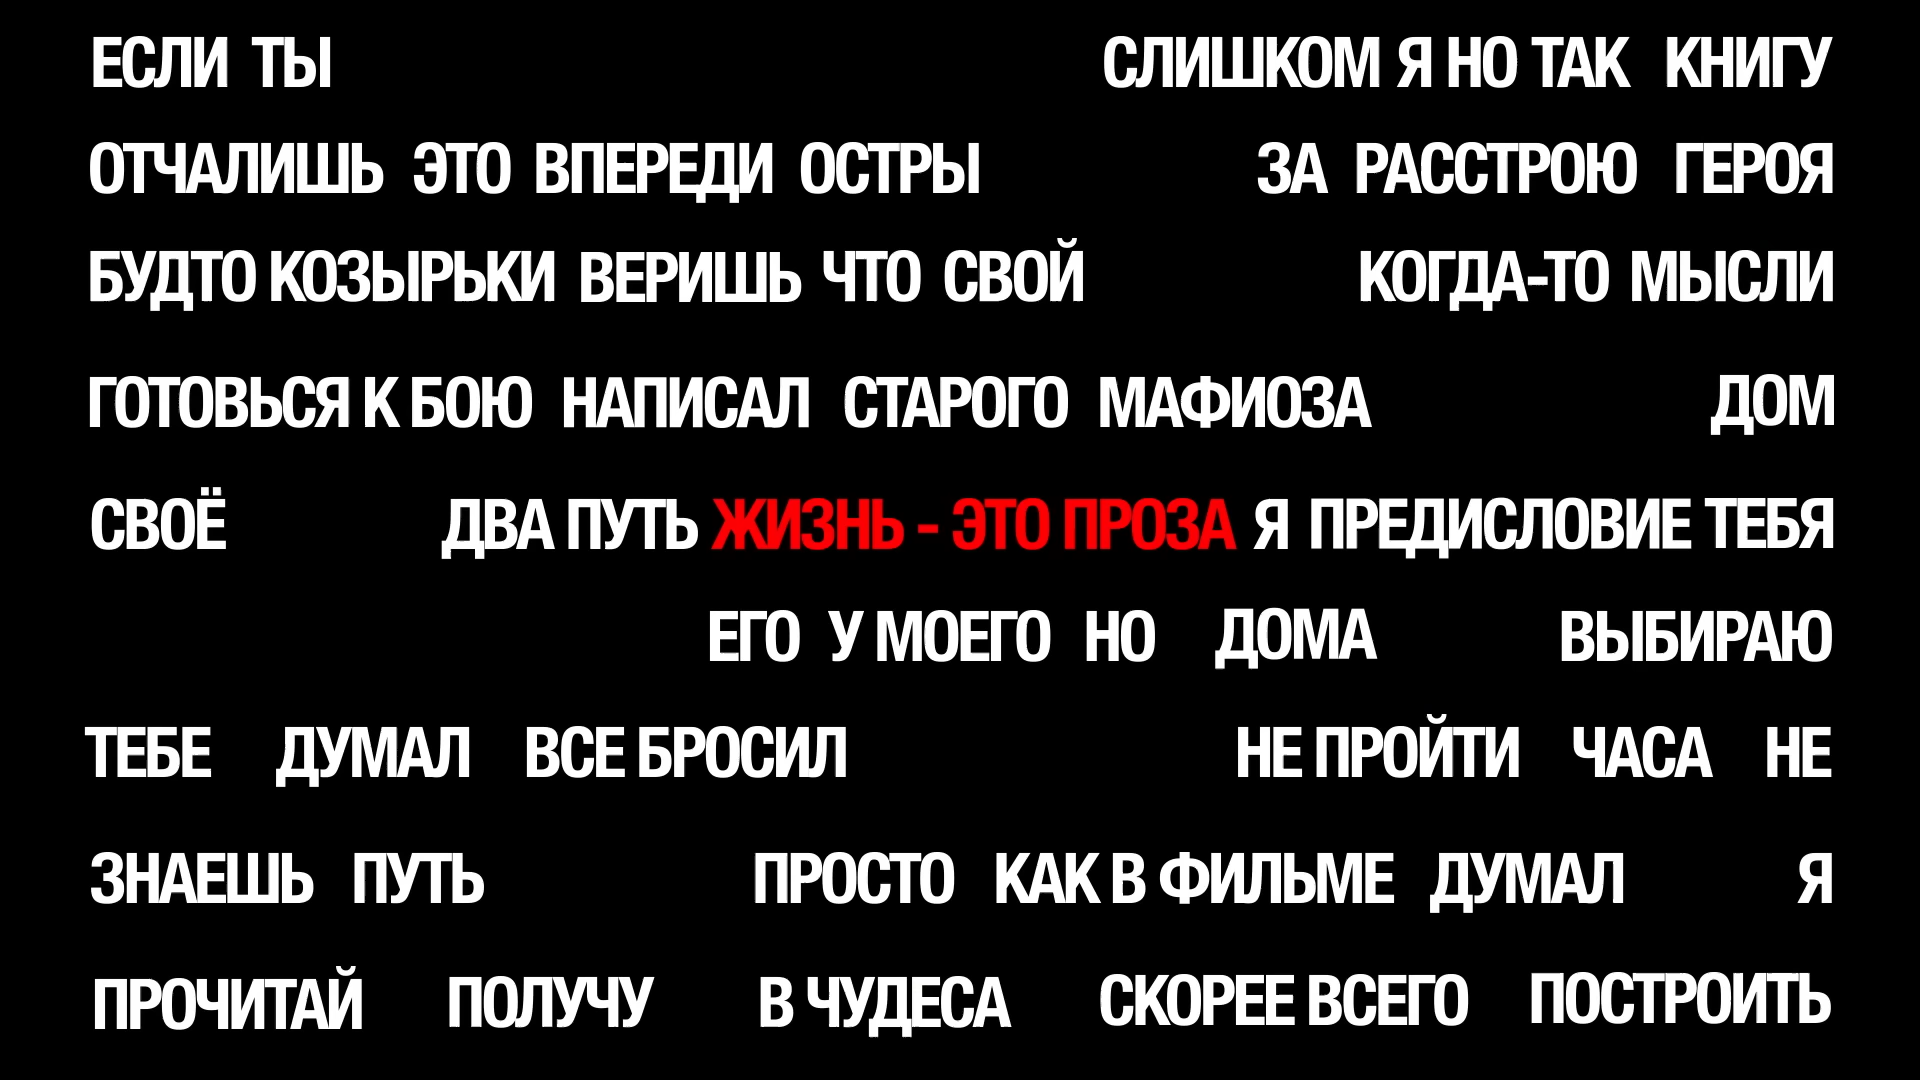 ЕСЛИ ТЫ СЛИШКОМ Я НО ТАК КНИГУ
ОТЧАЛИШЬ ЭТО ВПЕРЕДИ ОСТРЫ ЗА РАССТРОЮ ГЕРОЯ
БУДТО КОЗЫРЬКИ ВЕРИШЬ ЧТО СВОЙ КОГДА-ТО МЫСЛИ
ГОТОВЬСЯ К БОЮ НАПИСАЛ СТАРОГО МАФИОЗА ДОМ
СВОЁ ДВА ПУТЬ ЖИЗНЬ - ЭТО ПРОЗА Я ПРЕДИСЛОВИЕ ТЕБЯ
ЕГО У МОЕГО НО ДОМА ВЫБИРАЮ
ТЕБЕ ДУМАЛ ВСЕ БРОСИЛ НЕ ПРОЙТИ ЧАСА НЕ
ЗНАЕШЬ ПУТЬ ПРОСТО КАК В ФИЛЬМЕ ДУМАЛ Я
ПРОЧИТАЙ ПОЛУЧУ В ЧУДЕСА СКОРЕЕ ВСЕГО ПОСТРОИТЬ